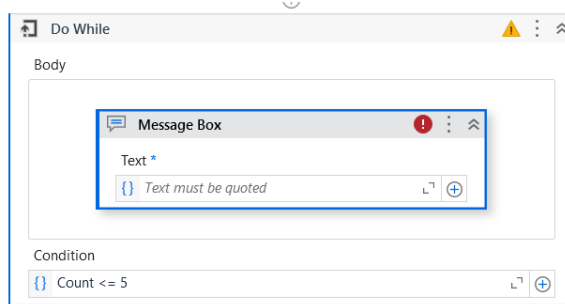 Do While
Body
Message Box
Text *
{} Text must be quoted
Condition
{} Count <= 5